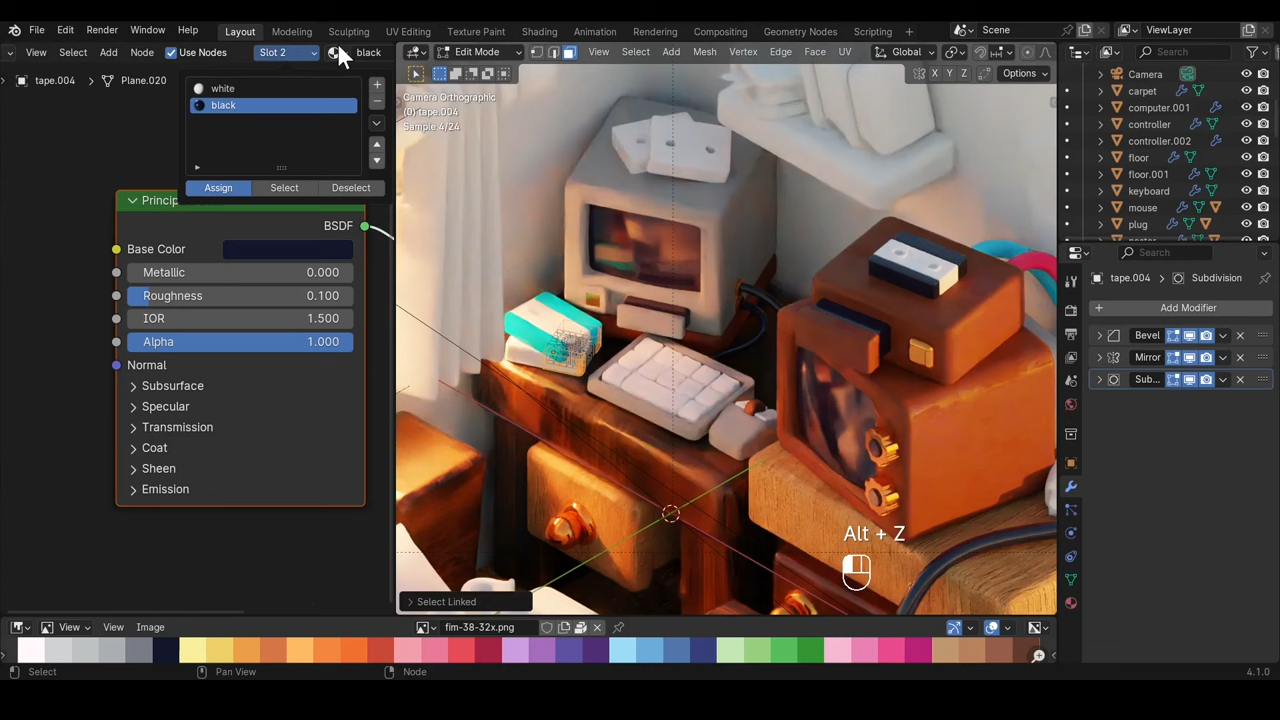 File Edit Render Window Help Layout Modeling Sculpting UV Editing Texture Paint Shading Animation Rendering Compositing Geometry Nodes Scripting Scene ViewLayer
View Select Add Node Use Nodes Slot 2 black Edit Mode View Select Add Mesh Vertex Edge Face UV Global Search
X Y Z Options
tape.004 Plane.020
white
black
Assign Select Deselect
Camera Orthographic
(0) tape.004
Sample 4/24
Camera
carpet
computer.001
controller
controller.002
floor
floor.001
keyboard
mouse
plug
Princip
BSDF
Base Color
Metallic 0.000
Roughness 0.100
IOR 1.500
Alpha 1.000
Normal
Subsurface
Specular
Transmission
Coat
Sheen
Emission
Search
tape.004 Subdivision
Add Modifier
Bevel
Mirror
Sub...
Alt + Z
Select Linked
View View Image fim-38-32x.png
Select Pan View Node 4.1.0